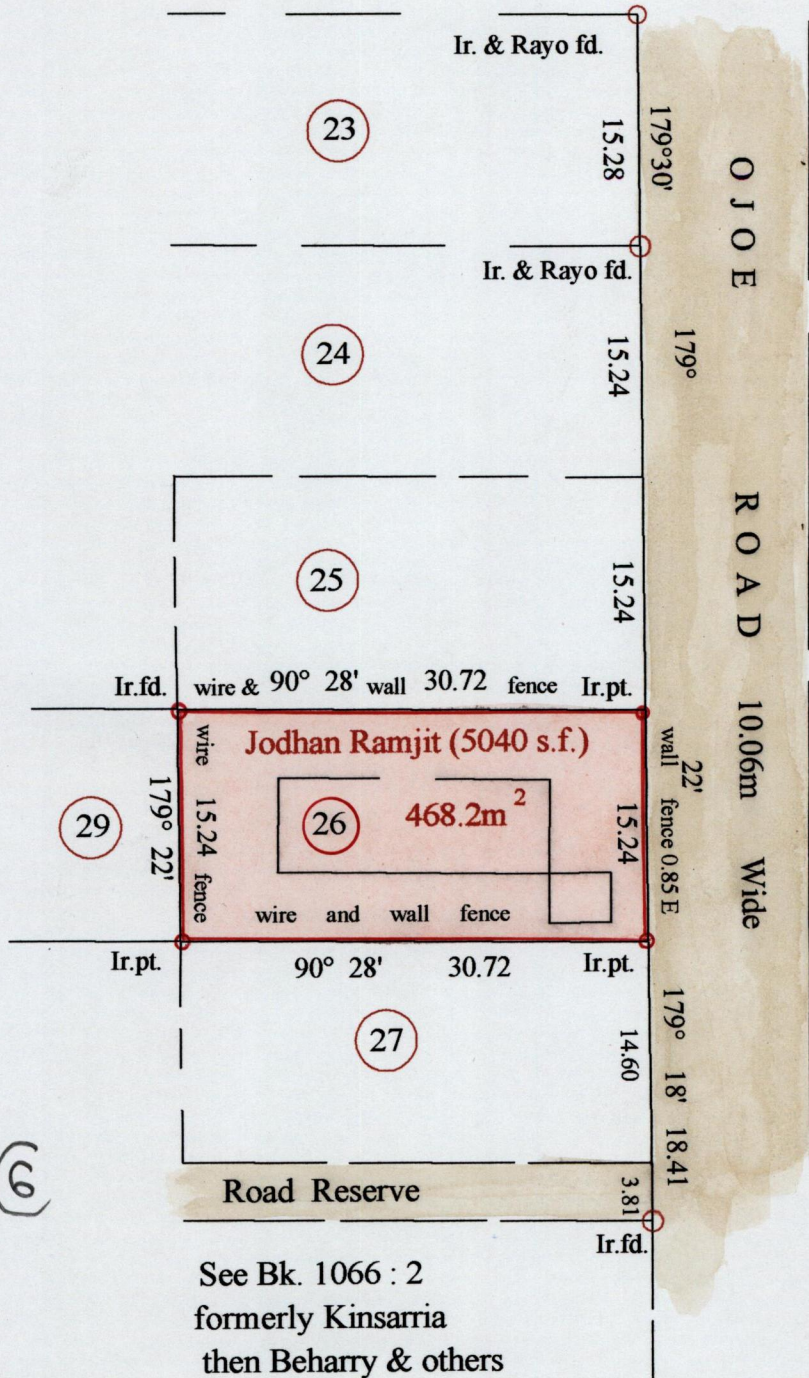 Ir. & Rayo fd.
23
15.28
179°30'
Ir. & Rayo fd.
24
15.24
179°
25
15.24
OJOE ROAD 10.06m Wide
Ir.fd.
wire & 90° 28' wall 30.72 fence
Ir.pt.
Jodhan Ramjit (5040 s.f.)
wire 15.24 fence
179° 22'
29
26
468.2m²
15.24
22'
wall fence 0.85 E
wire and wall fence
Ir.pt.
90° 28' 30.72
Ir.pt.
27
14.60
179° 18' 18.41
6
Road Reserve
3.81
Ir.fd.
See Bk. 1066 : 2
formerly Kinsarria
then Beharry & others